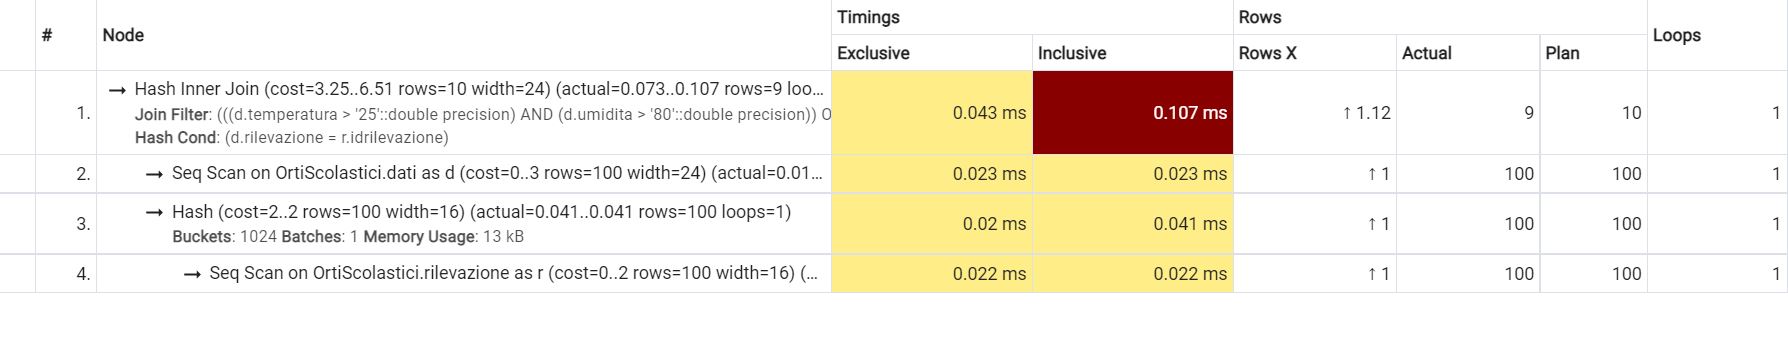 # Node Timings Rows Loops
Exclusive Inclusive Rows X Actual Plan
1. → Hash Inner Join (cost=3.25..6.51 rows=10 width=24) (actual=0.073..0.107 rows=9 loo... 0.043 ms 0.107 ms ↑ 1.12 9 10 1
Join Filter: (((d.temperatura > '25'::double precision) AND (d.umidita > '80'::double precision)) O
Hash Cond: (d.rilevazione = r.idrilevazione)
2. → Seq Scan on OrtiScolastici.dati as d (cost=0..3 rows=100 width=24) (actual=0.01... 0.023 ms 0.023 ms ↑ 1 100 100 1
3. → Hash (cost=2..2 rows=100 width=16) (actual=0.041..0.041 rows=100 loops=1) 0.02 ms 0.041 ms ↑ 1 100 100 1
Buckets: 1024 Batches: 1 Memory Usage: 13 kB
4. → Seq Scan on OrtiScolastici.rilevazione as r (cost=0..2 rows=100 width=16) (... 0.022 ms 0.022 ms ↑ 1 100 100 1